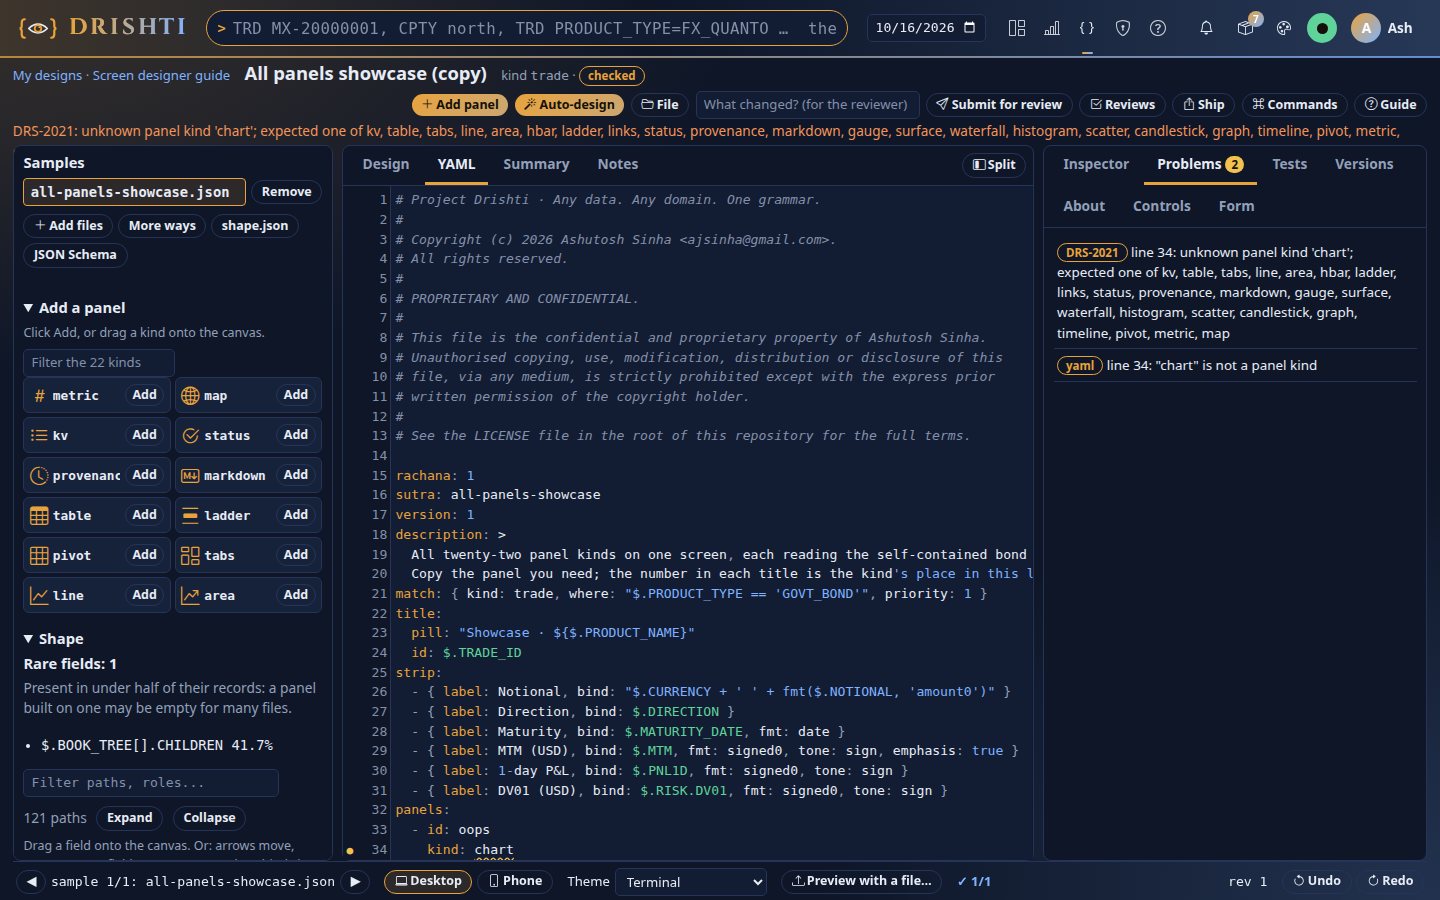 DRISHTI
> TRD MX-20000001, CPTY north, TRD PRODUCT_TYPE=FX_QUANTO … the
10/16/2026
7
A Ash
My designs · Screen designer guide All panels showcase (copy) kind trade · checked
+ Add panel Auto-design File What changed? (for the reviewer) Submit for review Reviews Ship Commands Guide
DRS-2021: unknown panel kind 'chart'; expected one of kv, table, tabs, line, area, hbar, ladder, links, status, provenance, markdown, gauge, surface, waterfall, histogram, scatter, candlestick, graph, timeline, pivot, metric,
Samples
all-panels-showcase.json Remove
+ Add files More ways shape.json
JSON Schema
▼ Add a panel
Click Add, or drag a kind onto the canvas.
Filter the 22 kinds
# metric Add map Add
kv Add status Add
provenanc Add markdown Add
table Add ladder Add
pivot Add tabs Add
line Add area Add
▼ Shape
Rare fields: 1
Present in under half of their records: a panel
built on one may be empty for many files.
• $.BOOK_TREE[].CHILDREN 41.7%
Filter paths, roles...
121 paths Expand Collapse
Drag a field onto the canvas. Or: arrows move,
Design YAML Summary Notes Split
1 # Project Drishti · Any data. Any domain. One grammar.
2 #
3 # Copyright (c) 2026 Ashutosh Sinha <ajsinha@gmail.com>.
4 # All rights reserved.
5 #
6 # PROPRIETARY AND CONFIDENTIAL.
7 #
8 # This file is the confidential and proprietary property of Ashutosh Sinha.
9 # Unauthorised copying, use, modification, distribution or disclosure of this
10 # file, via any medium, is strictly prohibited except with the express prior
11 # written permission of the copyright holder.
12 #
13 # See the LICENSE file in the root of this repository for the full terms.
14
15 rachana: 1
16 sutra: all-panels-showcase
17 version: 1
18 description: >
19 All twenty-two panel kinds on one screen, each reading the self-contained bond
20 Copy the panel you need; the number in each title is the kind's place in this l
21 match: { kind: trade, where: "$.PRODUCT_TYPE == 'GOVT_BOND'", priority: 1 }
22 title:
23 pill: "Showcase · ${$.PRODUCT_NAME}"
24 id: $.TRADE_ID
25 strip:
26 - { label: Notional, bind: "$.CURRENCY + ' ' + fmt($.NOTIONAL, 'amount0')" }
27 - { label: Direction, bind: $.DIRECTION }
28 - { label: Maturity, bind: $.MATURITY_DATE, fmt: date }
29 - { label: MTM (USD), bind: $.MTM, fmt: signed0, tone: sign, emphasis: true }
30 - { label: 1-day P&L, bind: $.PNL1D, fmt: signed0, tone: sign }
31 - { label: DV01 (USD), bind: $.RISK.DV01, fmt: signed0, tone: sign }
32 panels:
33 - id: oops
34 kind: chart
Inspector Problems 2 Tests Versions
About Controls Form
DRS-2021 line 34: unknown panel kind 'chart';
expected one of kv, table, tabs, line, area, hbar, ladder,
links, status, provenance, markdown, gauge, surface,
waterfall, histogram, scatter, candlestick, graph,
timeline, pivot, metric, map
yaml line 34: "chart" is not a panel kind
◀ sample 1/1: all-panels-showcase.json ▶ Desktop Phone Theme Terminal Preview with a file... ✓ 1/1 rev 1 Undo Redo